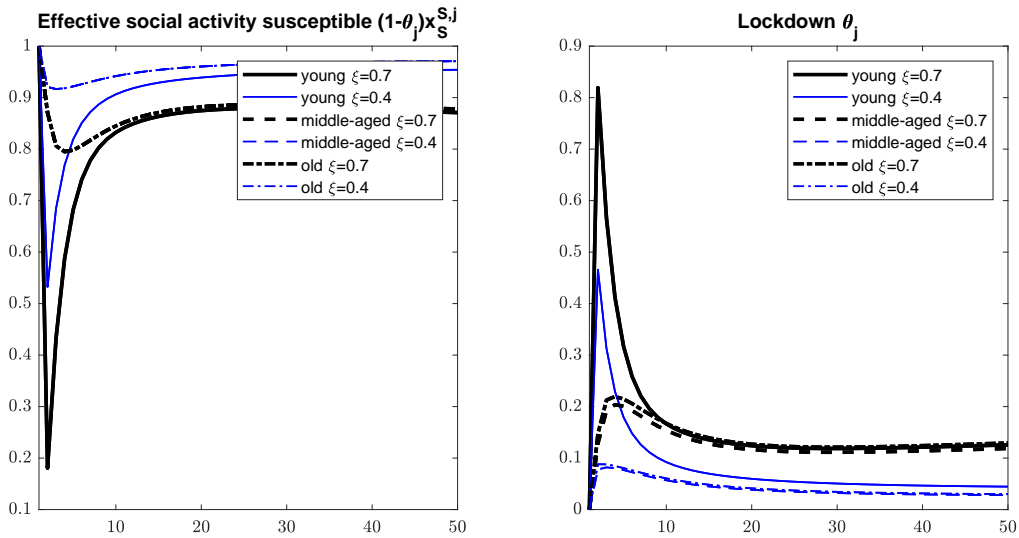 Effective social activity susceptible (1-θ_j)x_S^{S,j}
1
0.9
0.8
0.7
0.6
0.5
0.4
0.3
0.2
0.1
10
20
30
40
50
young ξ=0.7
young ξ=0.4
middle-aged ξ=0.7
middle-aged ξ=0.4
old ξ=0.7
old ξ=0.4
Lockdown θ_j
0.9
0.8
0.7
0.6
0.5
0.4
0.3
0.2
0.1
0
10
20
30
40
50
young ξ=0.7
young ξ=0.4
middle-aged ξ=0.7
middle-aged ξ=0.4
old ξ=0.7
old ξ=0.4